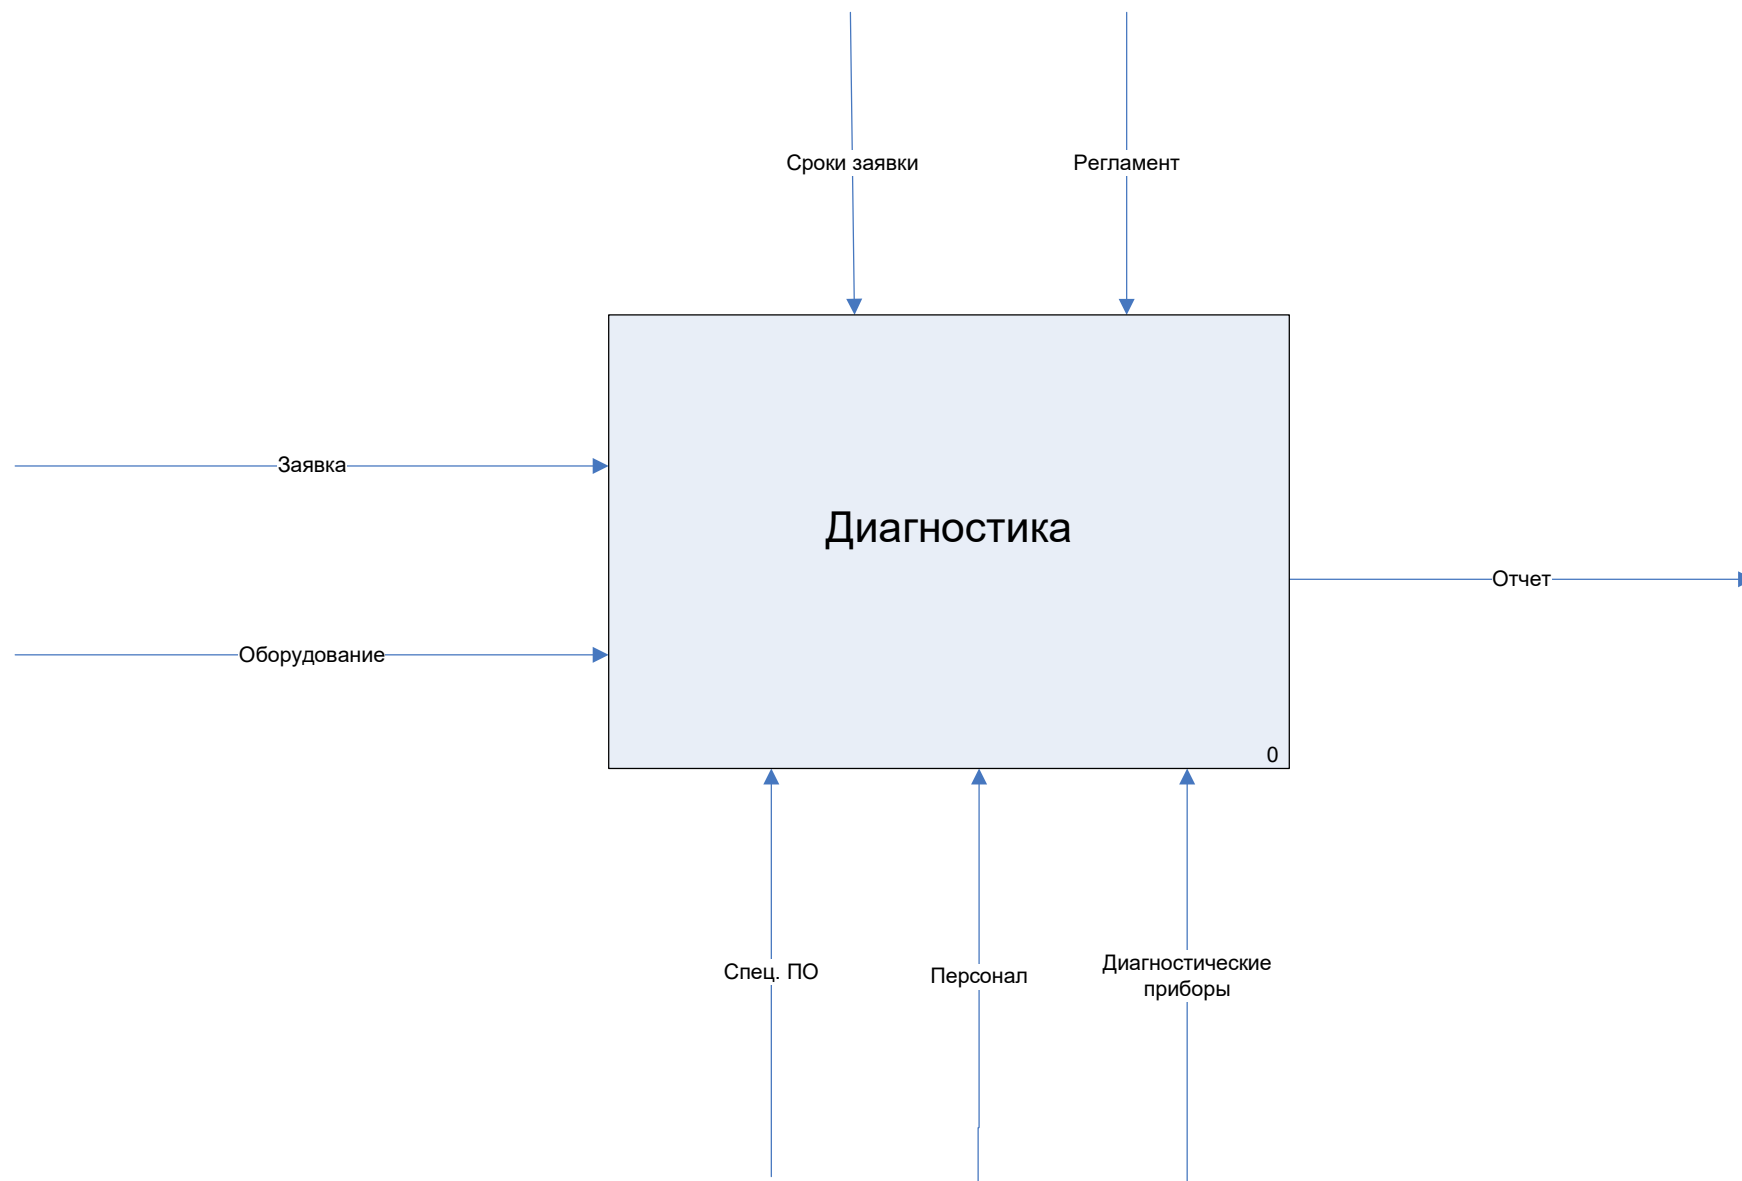 Сроки заявки
Регламент
Заявка
Диагностика
Отчет
Оборудование
0
Спец. ПО
Персонал
Диагностические
приборы